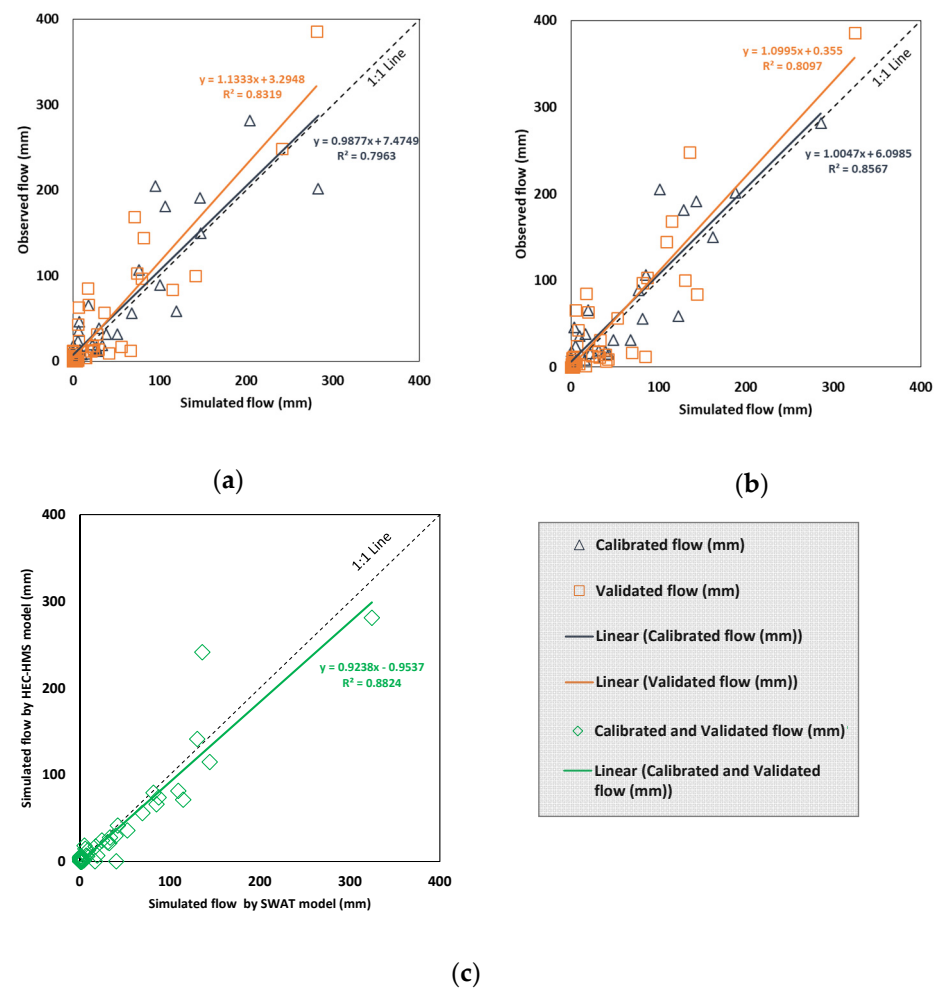 400
300
200
100
0
Observed flow (mm)
y = 1.1333x + 3.2948
R² = 0.8319
1:1 Line
y = 0.9877x + 7.4749
R² = 0.7963
0 100 200 300 400
Simulated flow (mm)
(a)
400
300
200
100
0
Observed flow (mm)
y = 1.0995x + 0.355
R² = 0.8097
1:1 Line
y = 1.0047x + 6.0985
R² = 0.8567
0 100 200 300 400
Simulated flow (mm)
(b)
400
300
200
100
0
Simulated flow by HEC-HMS model (mm)
1:1 Line
y = 0.9238x - 0.9537
R² = 0.8824
0 100 200 300 400
Simulated flow by SWAT model (mm)
Calibrated flow (mm)
Validated flow (mm)
Linear (Calibrated flow (mm))
Linear (Validated flow (mm))
Calibrated and Validated flow (mm)
Linear (Calibrated and Validated
flow (mm))
(c)